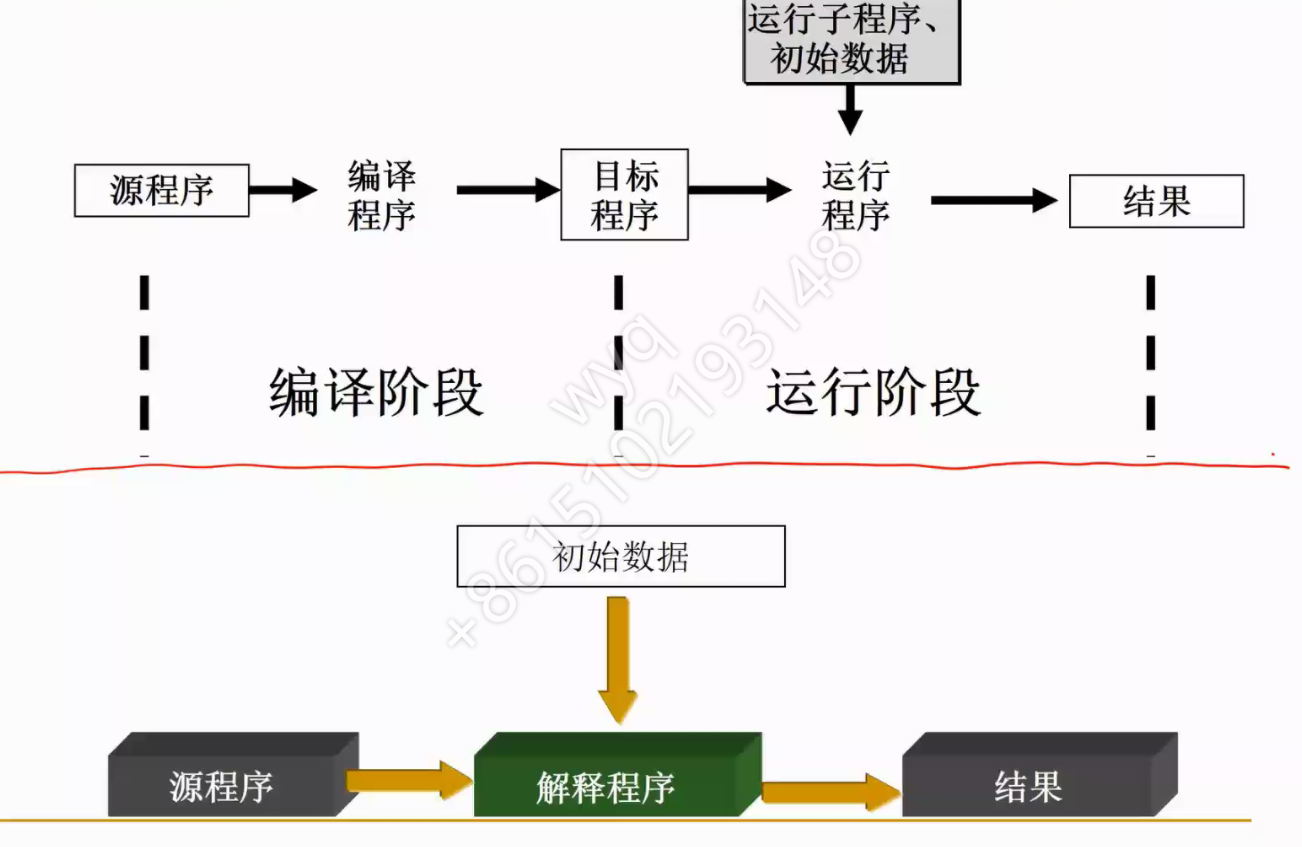 运行子程序、
初始数据
源程序
编译
程序
目标
程序
运行
程序
结果
编译阶段
运行阶段
wyq
+8615102193148
初始数据
源程序
解释程序
结果